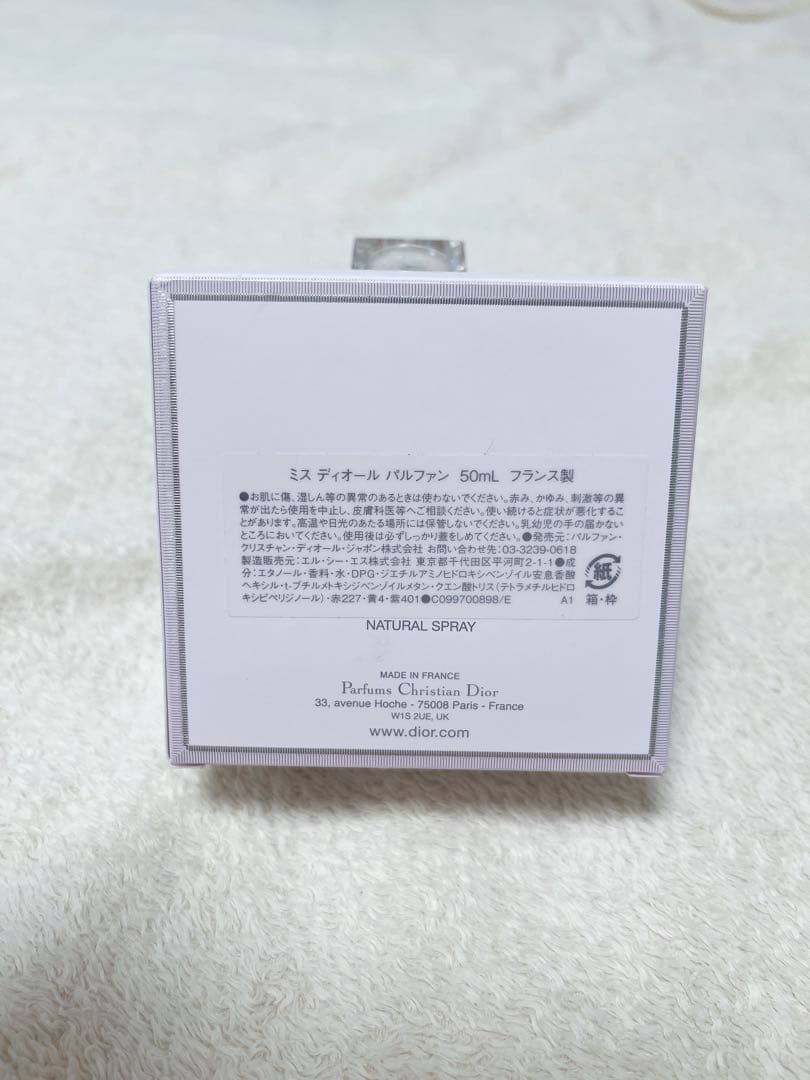 ミス ディオール パルファン 50mL フランス製
●お肌に傷、湿しん等の異常のあるときは使わないでください。赤み、かゆみ、刺激等の異
常が出たら使用を中止し、皮膚科医等へご相談ください。使い続けると症状が悪化するこ
とがあります。高温や日光のあたる場所には保管しないでください。乳幼児の手の届かない
ところにおいてください。使用後は必ずしっかり蓋をしめてください。●発売元:パルファン・
クリスチャン・ディオール・ジャポン株式会社 お問い合わせ先:03-3239-0618
製造販売元:エル・シー・エス株式会社 東京都千代田区平河町2-1-1●成
分:エタノール・香料・水・DPG・ジエチルアミノヒドロキシベンゾイル安息香酸
ヘキシル・t-ブチルメトキシジベンゾイルメタン・クエン酸トリス(テトラメチルヒドロ
キシピペリジノール)・赤227・黄4・紫401●C099700898/E A1
紙
箱・枠
NATURAL SPRAY
MADE IN FRANCE
Parfums Christian Dior
33, avenue Hoche - 75008 Paris - France
W1S 2UE, UK
www.dior.com